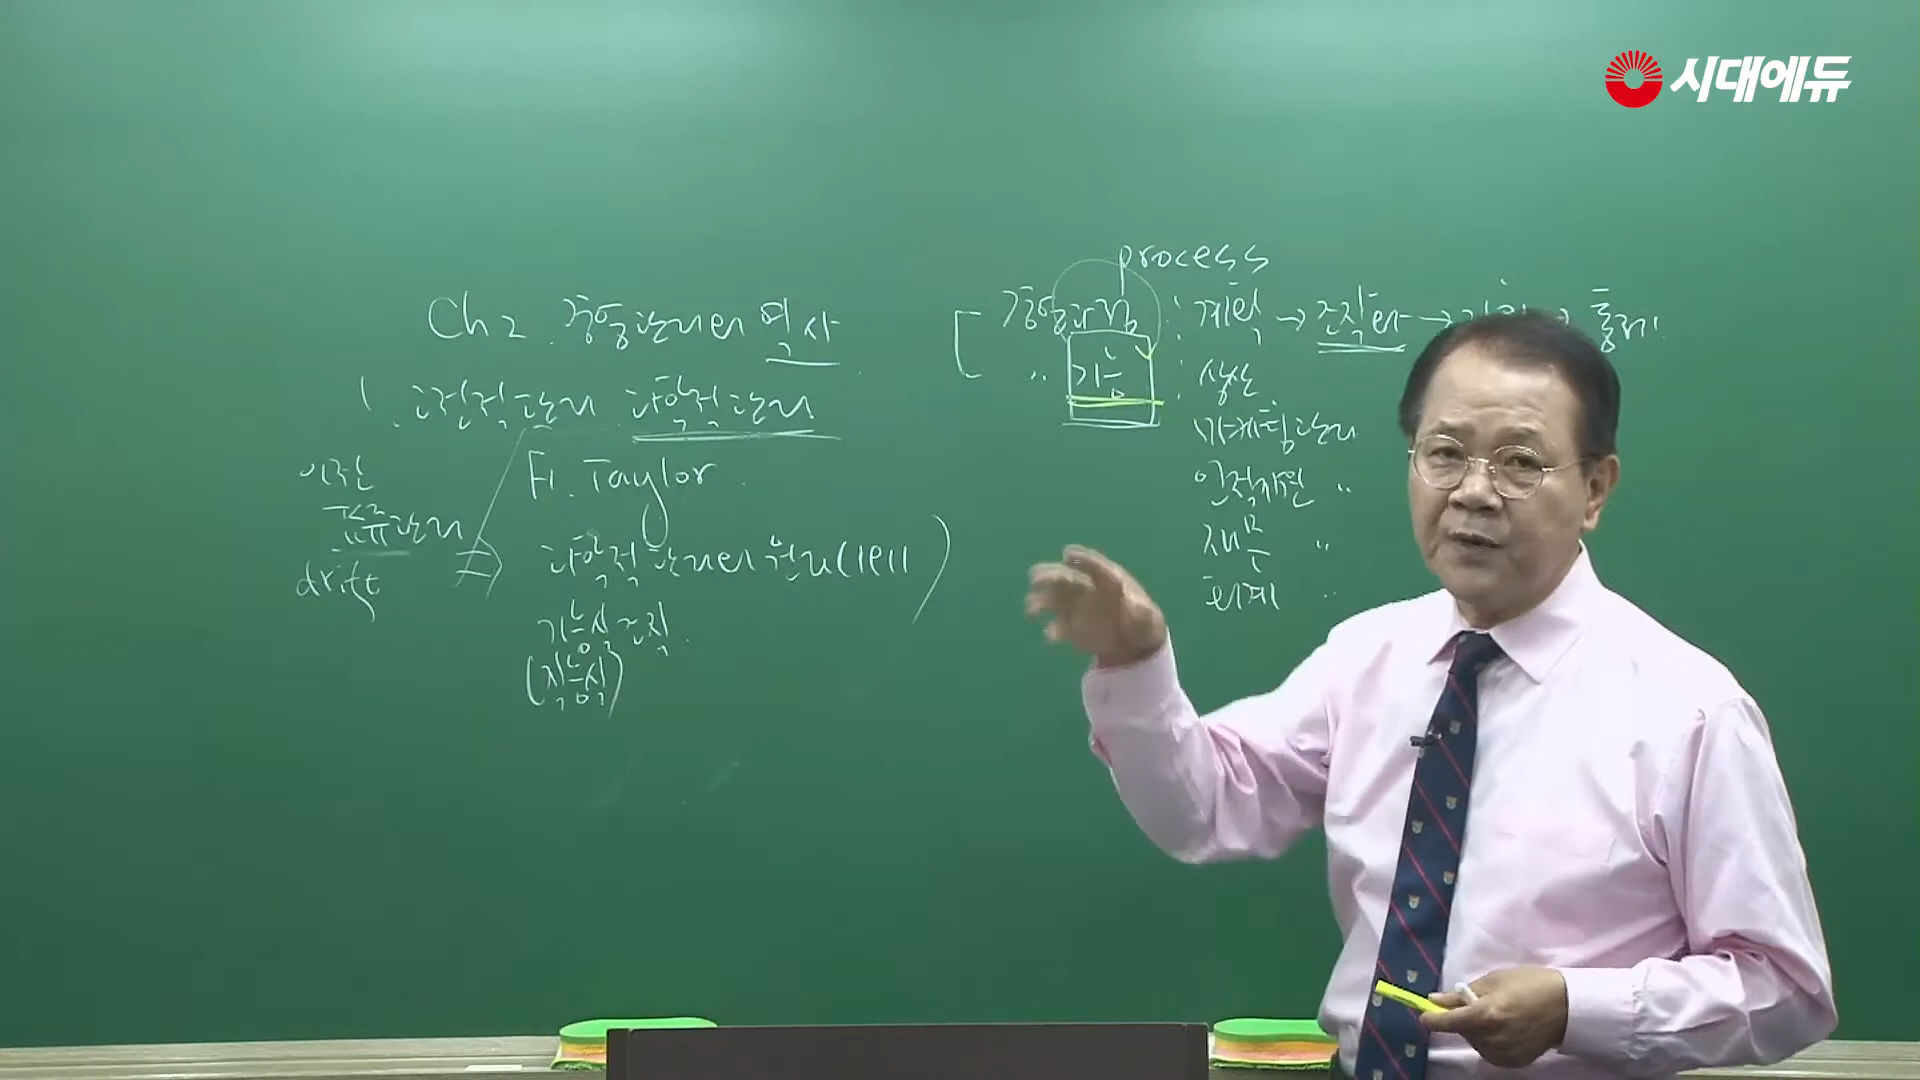 시대에듀
process
Ch 2. 경영관리의 역사
1. 고전적 관리 과학적 관리
F. Taylor
이전
표류관리
drift
과학적 관리의 원리 (1911)
기능식 조직
(직능식)
경영과정 : 계획 → 조직화 → → 통제
〃 기능 : 생산
마케팅관리
인적자원 〃
재무 〃
회계 〃